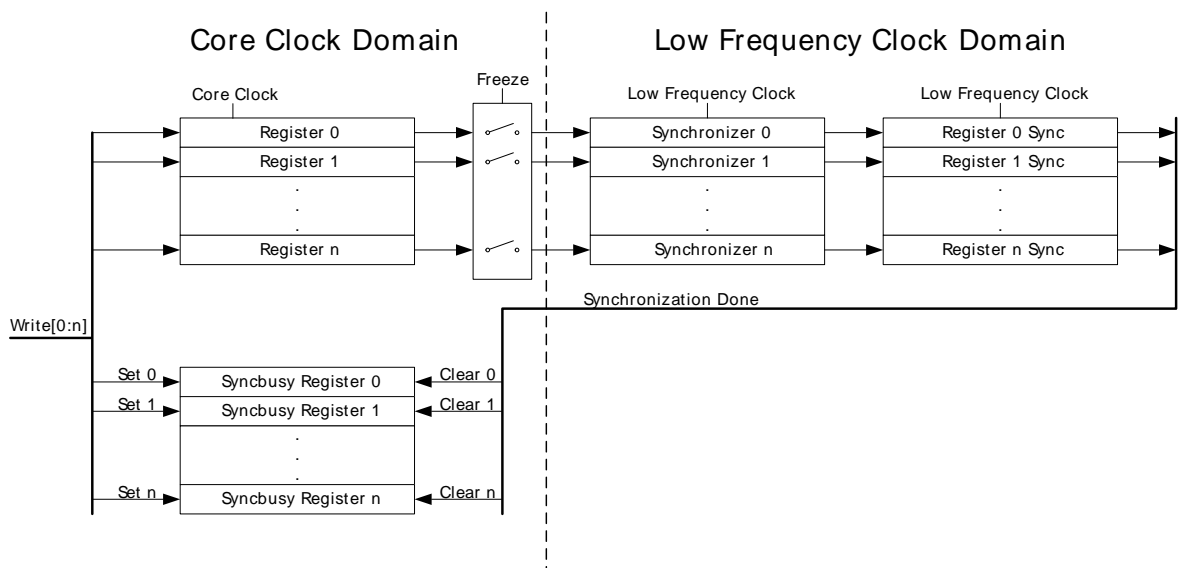 Core Clock Domain
Low Frequency Clock Domain
Freeze
Core Clock
Low Frequency Clock
Low Frequency Clock
Register 0
Synchronizer 0
Register 0 Sync
Register 1
Synchronizer 1
Register 1 Sync
.
.
.
.
.
.
.
.
.
Register n
Synchronizer n
Register n Sync
Synchronization Done
Write[0:n]
Set 0
Syncbusy Register 0
Clear 0
Set 1
Syncbusy Register 1
Clear 1
.
.
.
Set n
Syncbusy Register n
Clear n